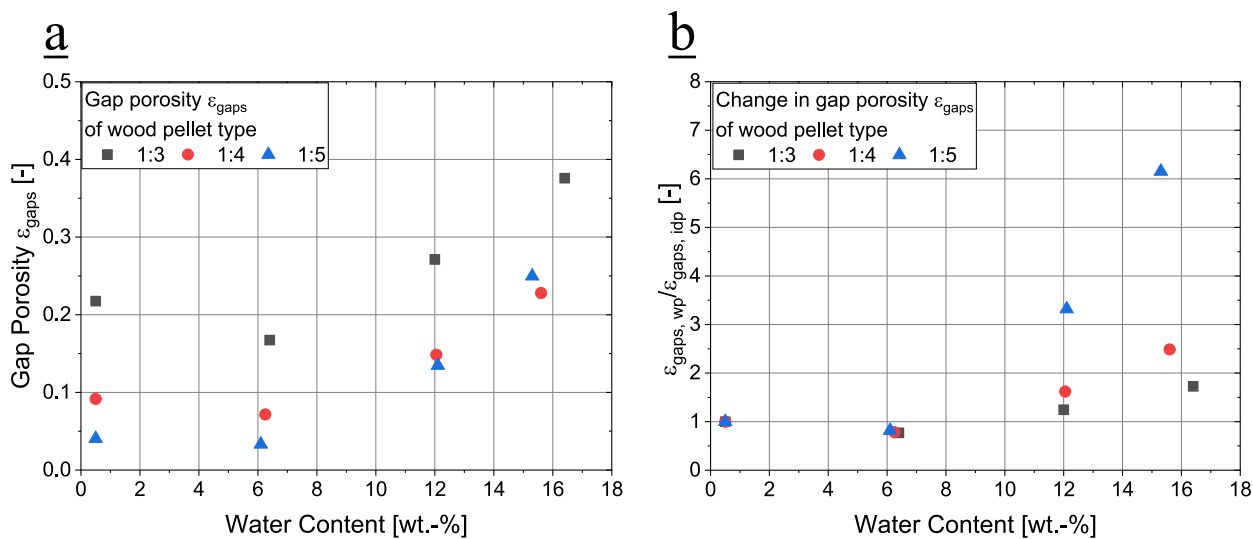 a
Gap porosity εgaps
of wood pellet type
1:3 1:4 1:5
Gap Porosity εgaps [-]
0.5
0.4
0.3
0.2
0.1
0.0
0 2 4 6 8 10 12 14 16 18
Water Content [wt.-%]
b
Change in gap porosity εgaps
of wood pellet type
1:3 1:4 1:5
εgaps, wp/εgaps, idp [-]
8
7
6
5
4
3
2
1
0
0 2 4 6 8 10 12 14 16 18
Water Content [wt.-%]